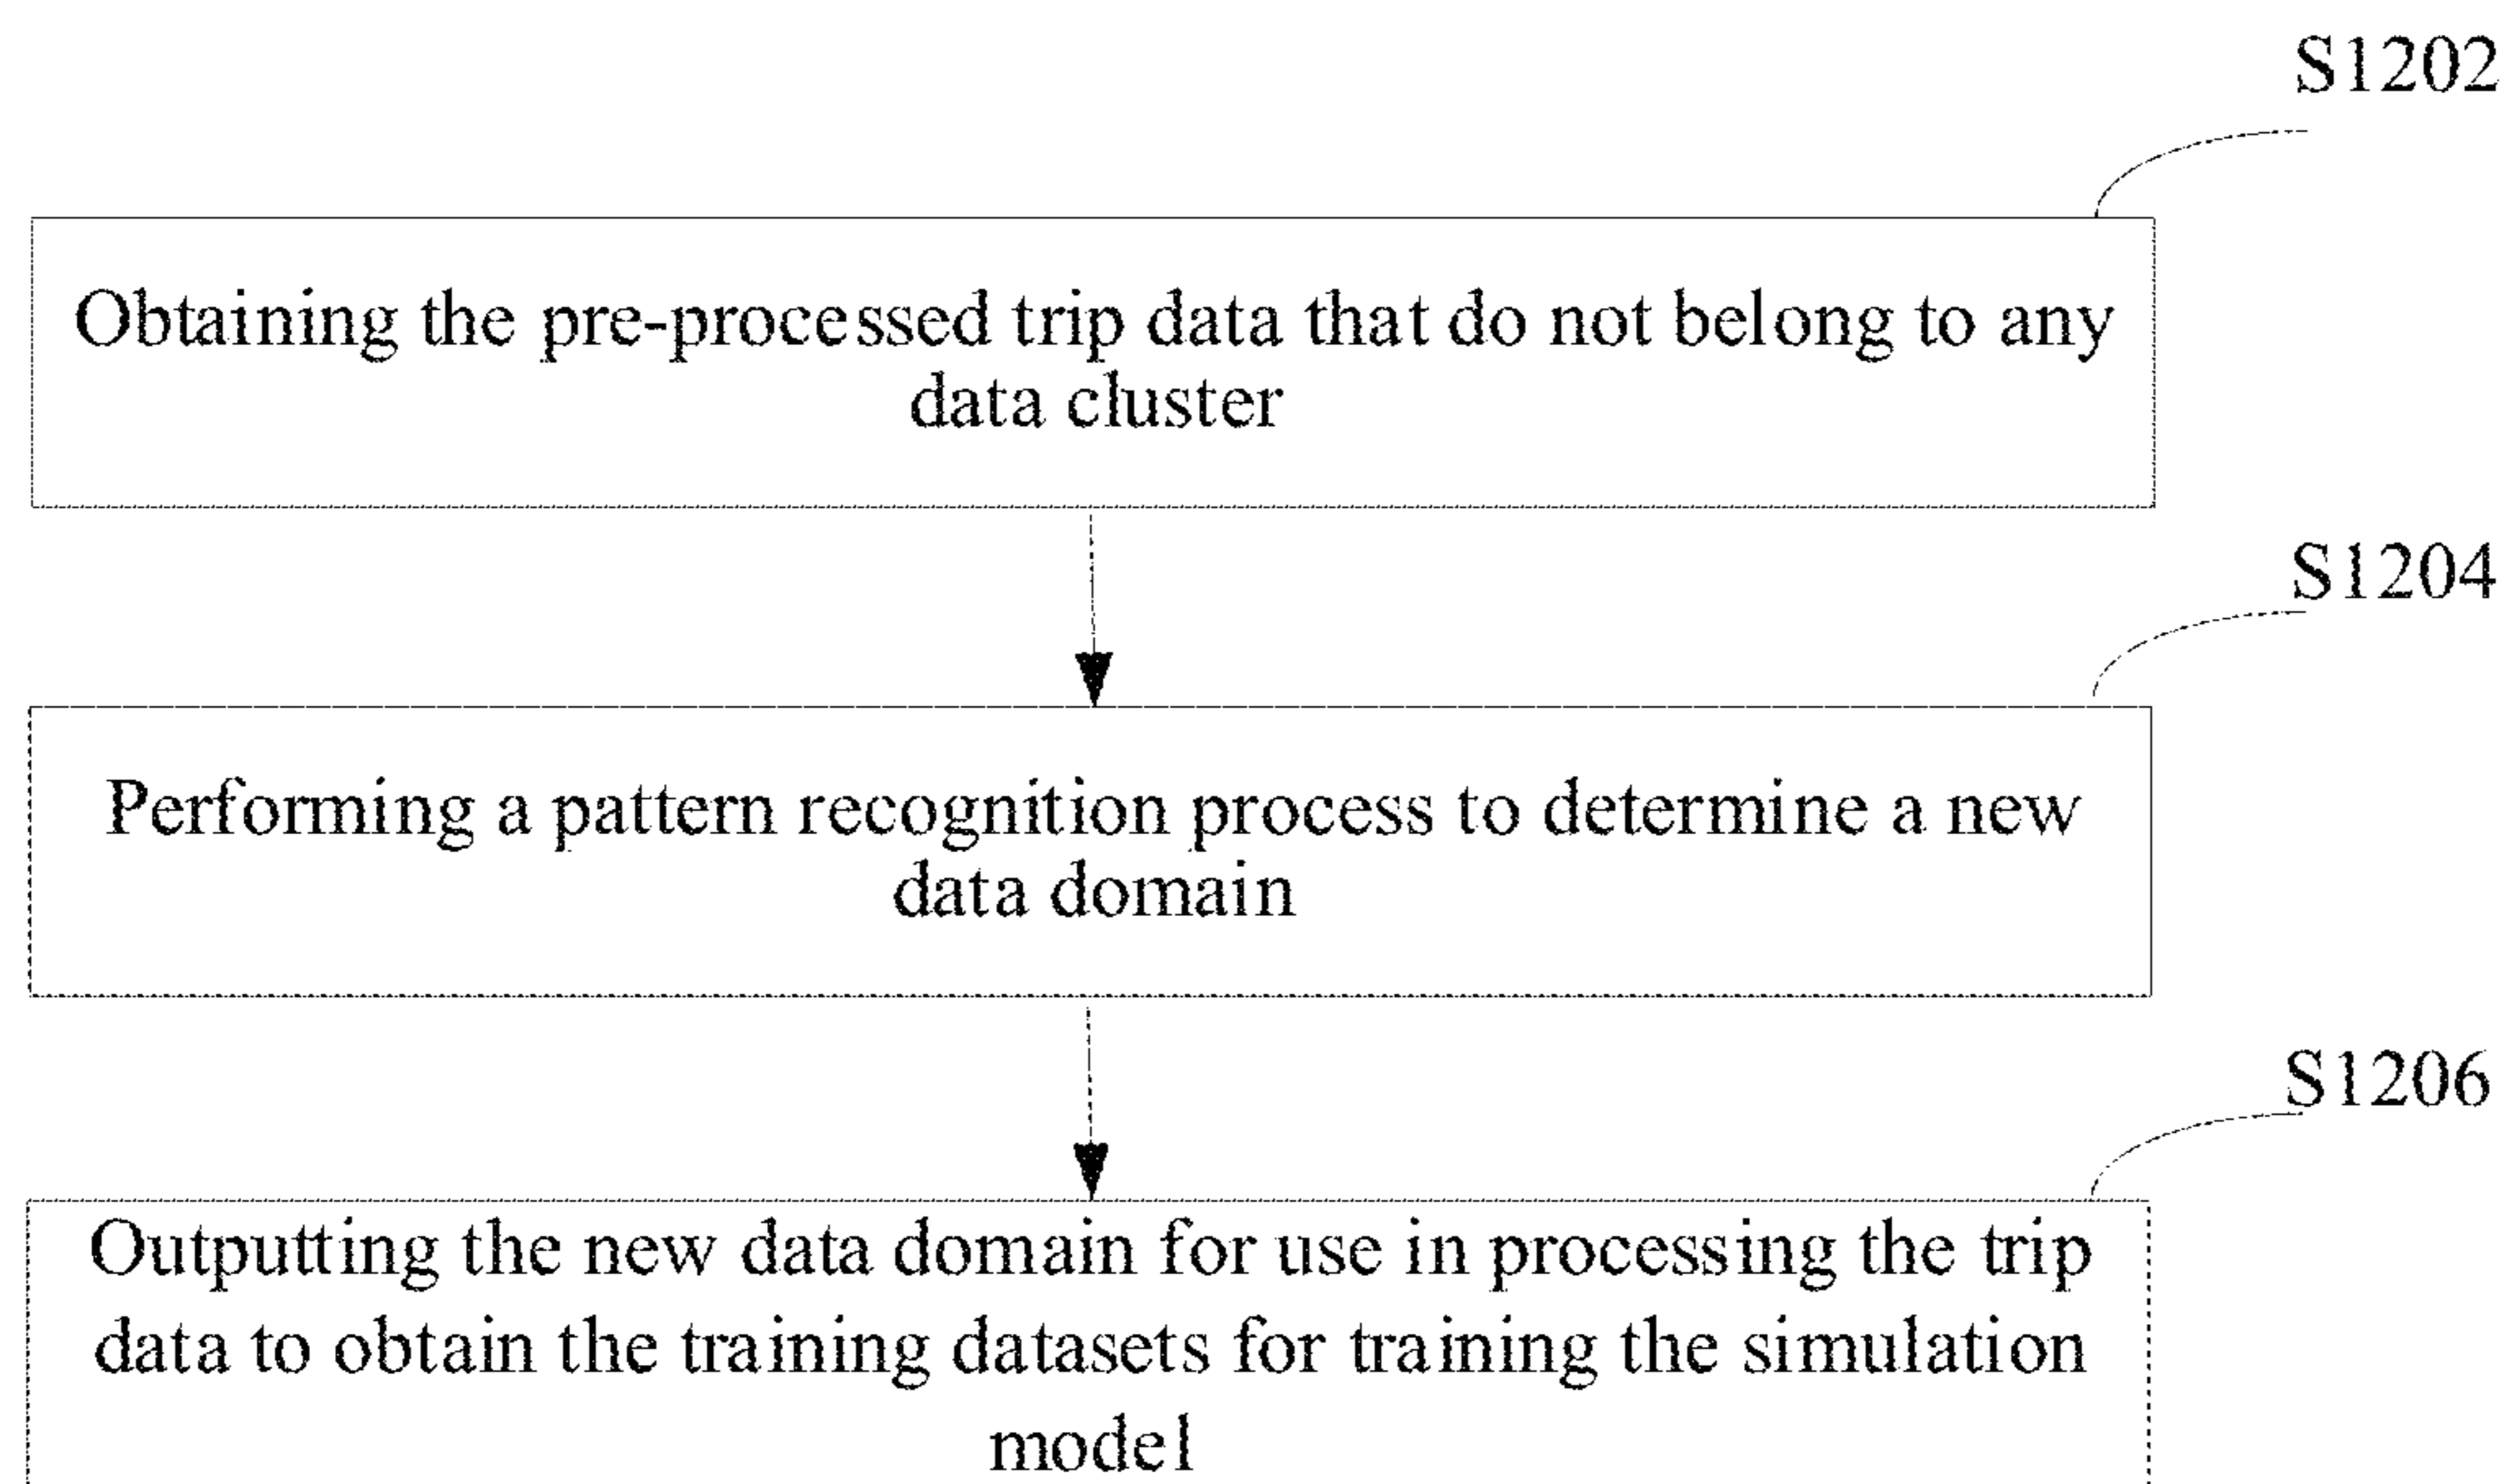 S1202
Obtaining the pre-processed trip data that do not belong to any
data cluster
S1204
Performing a pattern recognition process to determine a new
data domain
S1206
Outputting the new data domain for use in processing the trip
data to obtain the training datasets for training the simulation
model